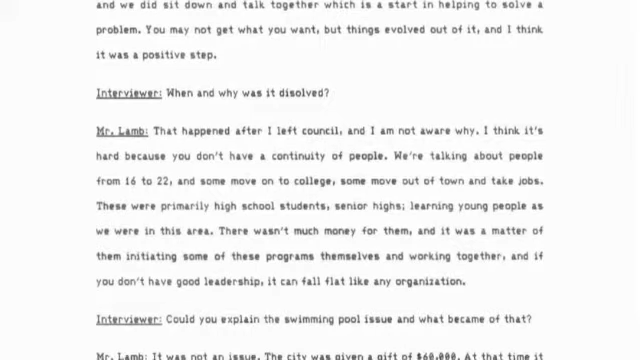 and we did sit down and talk together which is a start in helping to solve a
problem. You may not get what you want, but things evolved out of it, and I think
it was a positive step.
Interviewer: When and why was it disolved?
Mr. Lamb: That happened after I left council, and I am not aware why. I think it's
hard because you don't have a continuity of people. We're talking about people
from 16 to 22, and some move on to college, some move out of town and take jobs.
These were primarily high school students, senior highs; learning young people as
we were in this area. There wasn't much money for them, and it was a matter of
them initiating some of these programs themselves and working together, and if
you don't have good leadership, it can fall flat like any organization.
Interviewer: Could you explain the swimming pool issue and what became of that?
Mr. Lamb: It was not an issue. The city was given a gift of $60,000. At that time it